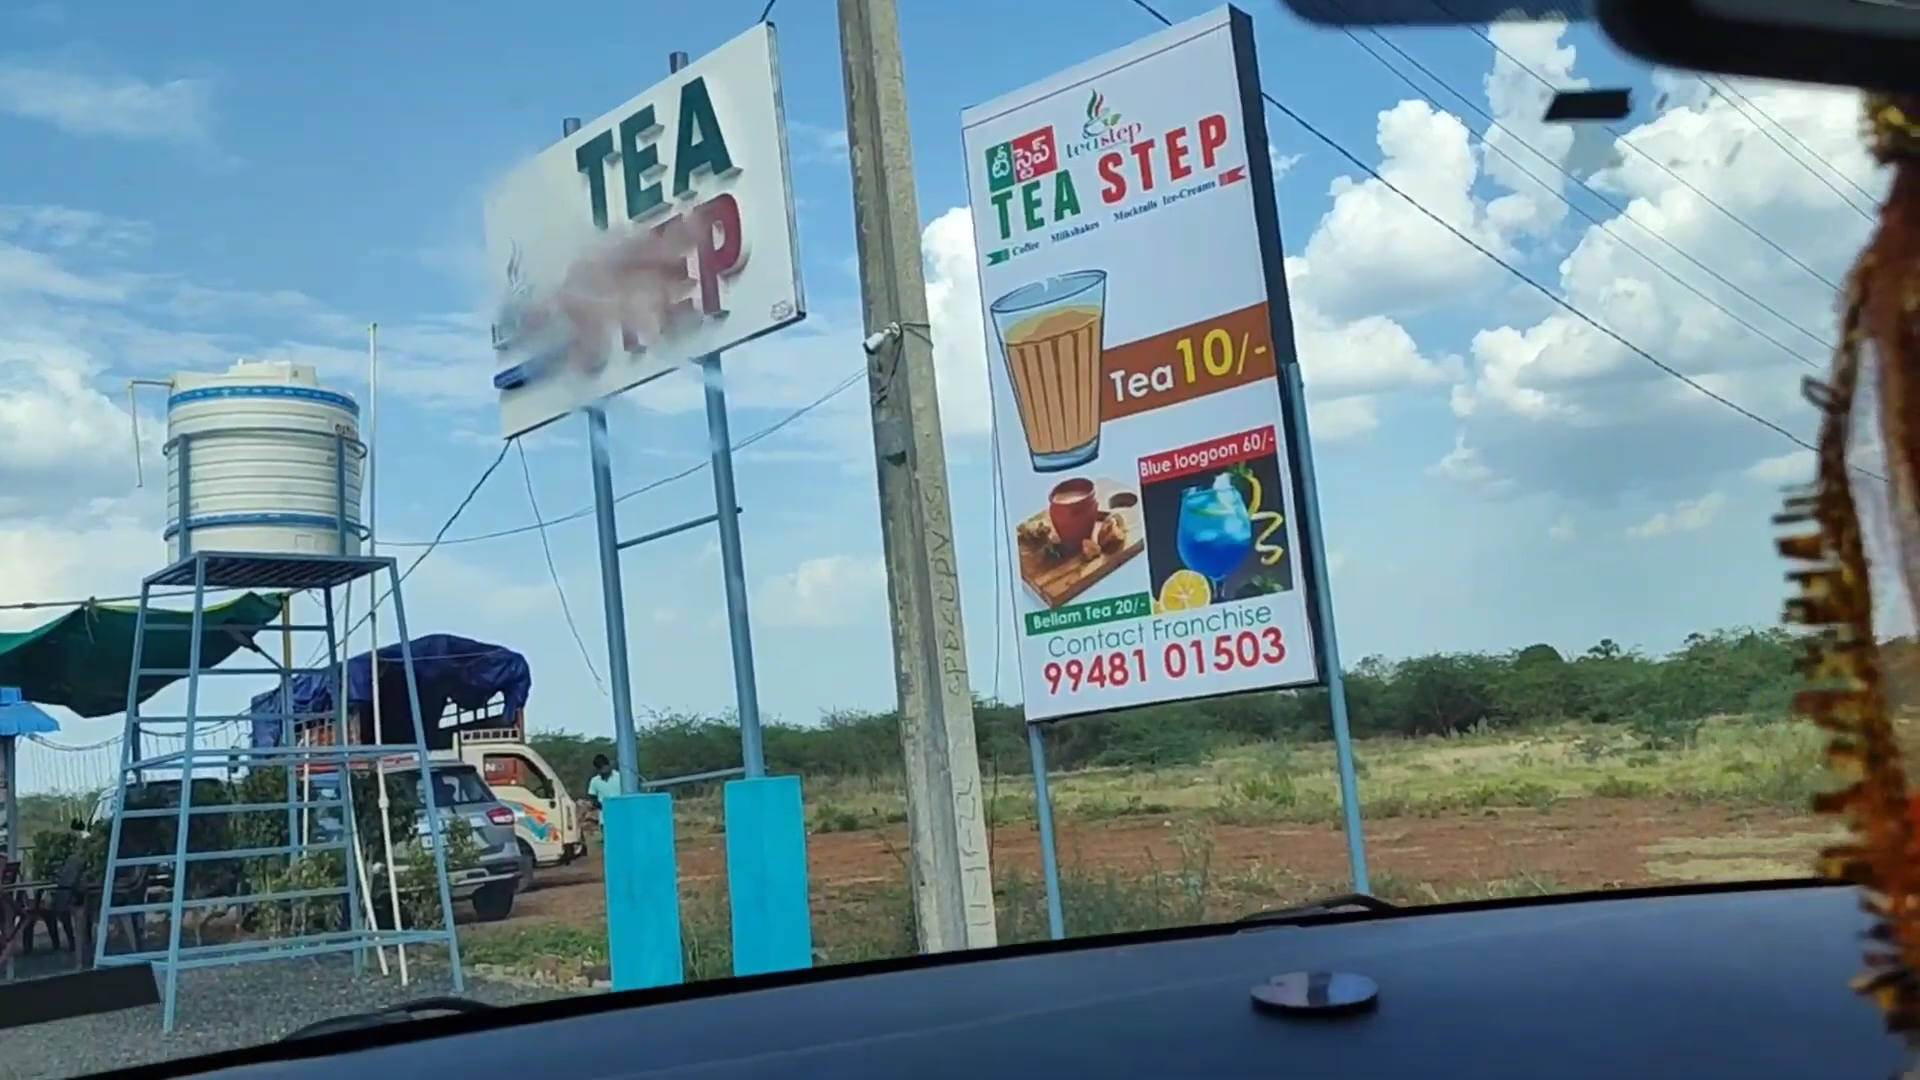 TEA
STEP
టీ స్టెప్
teastep
TEA STEP
Coffee Milkshakes Mocktails Ice-Creams
Tea 10/-
Blue loogoon 60/-
Bellam Tea 20/-
Contact Franchise
99481 01503